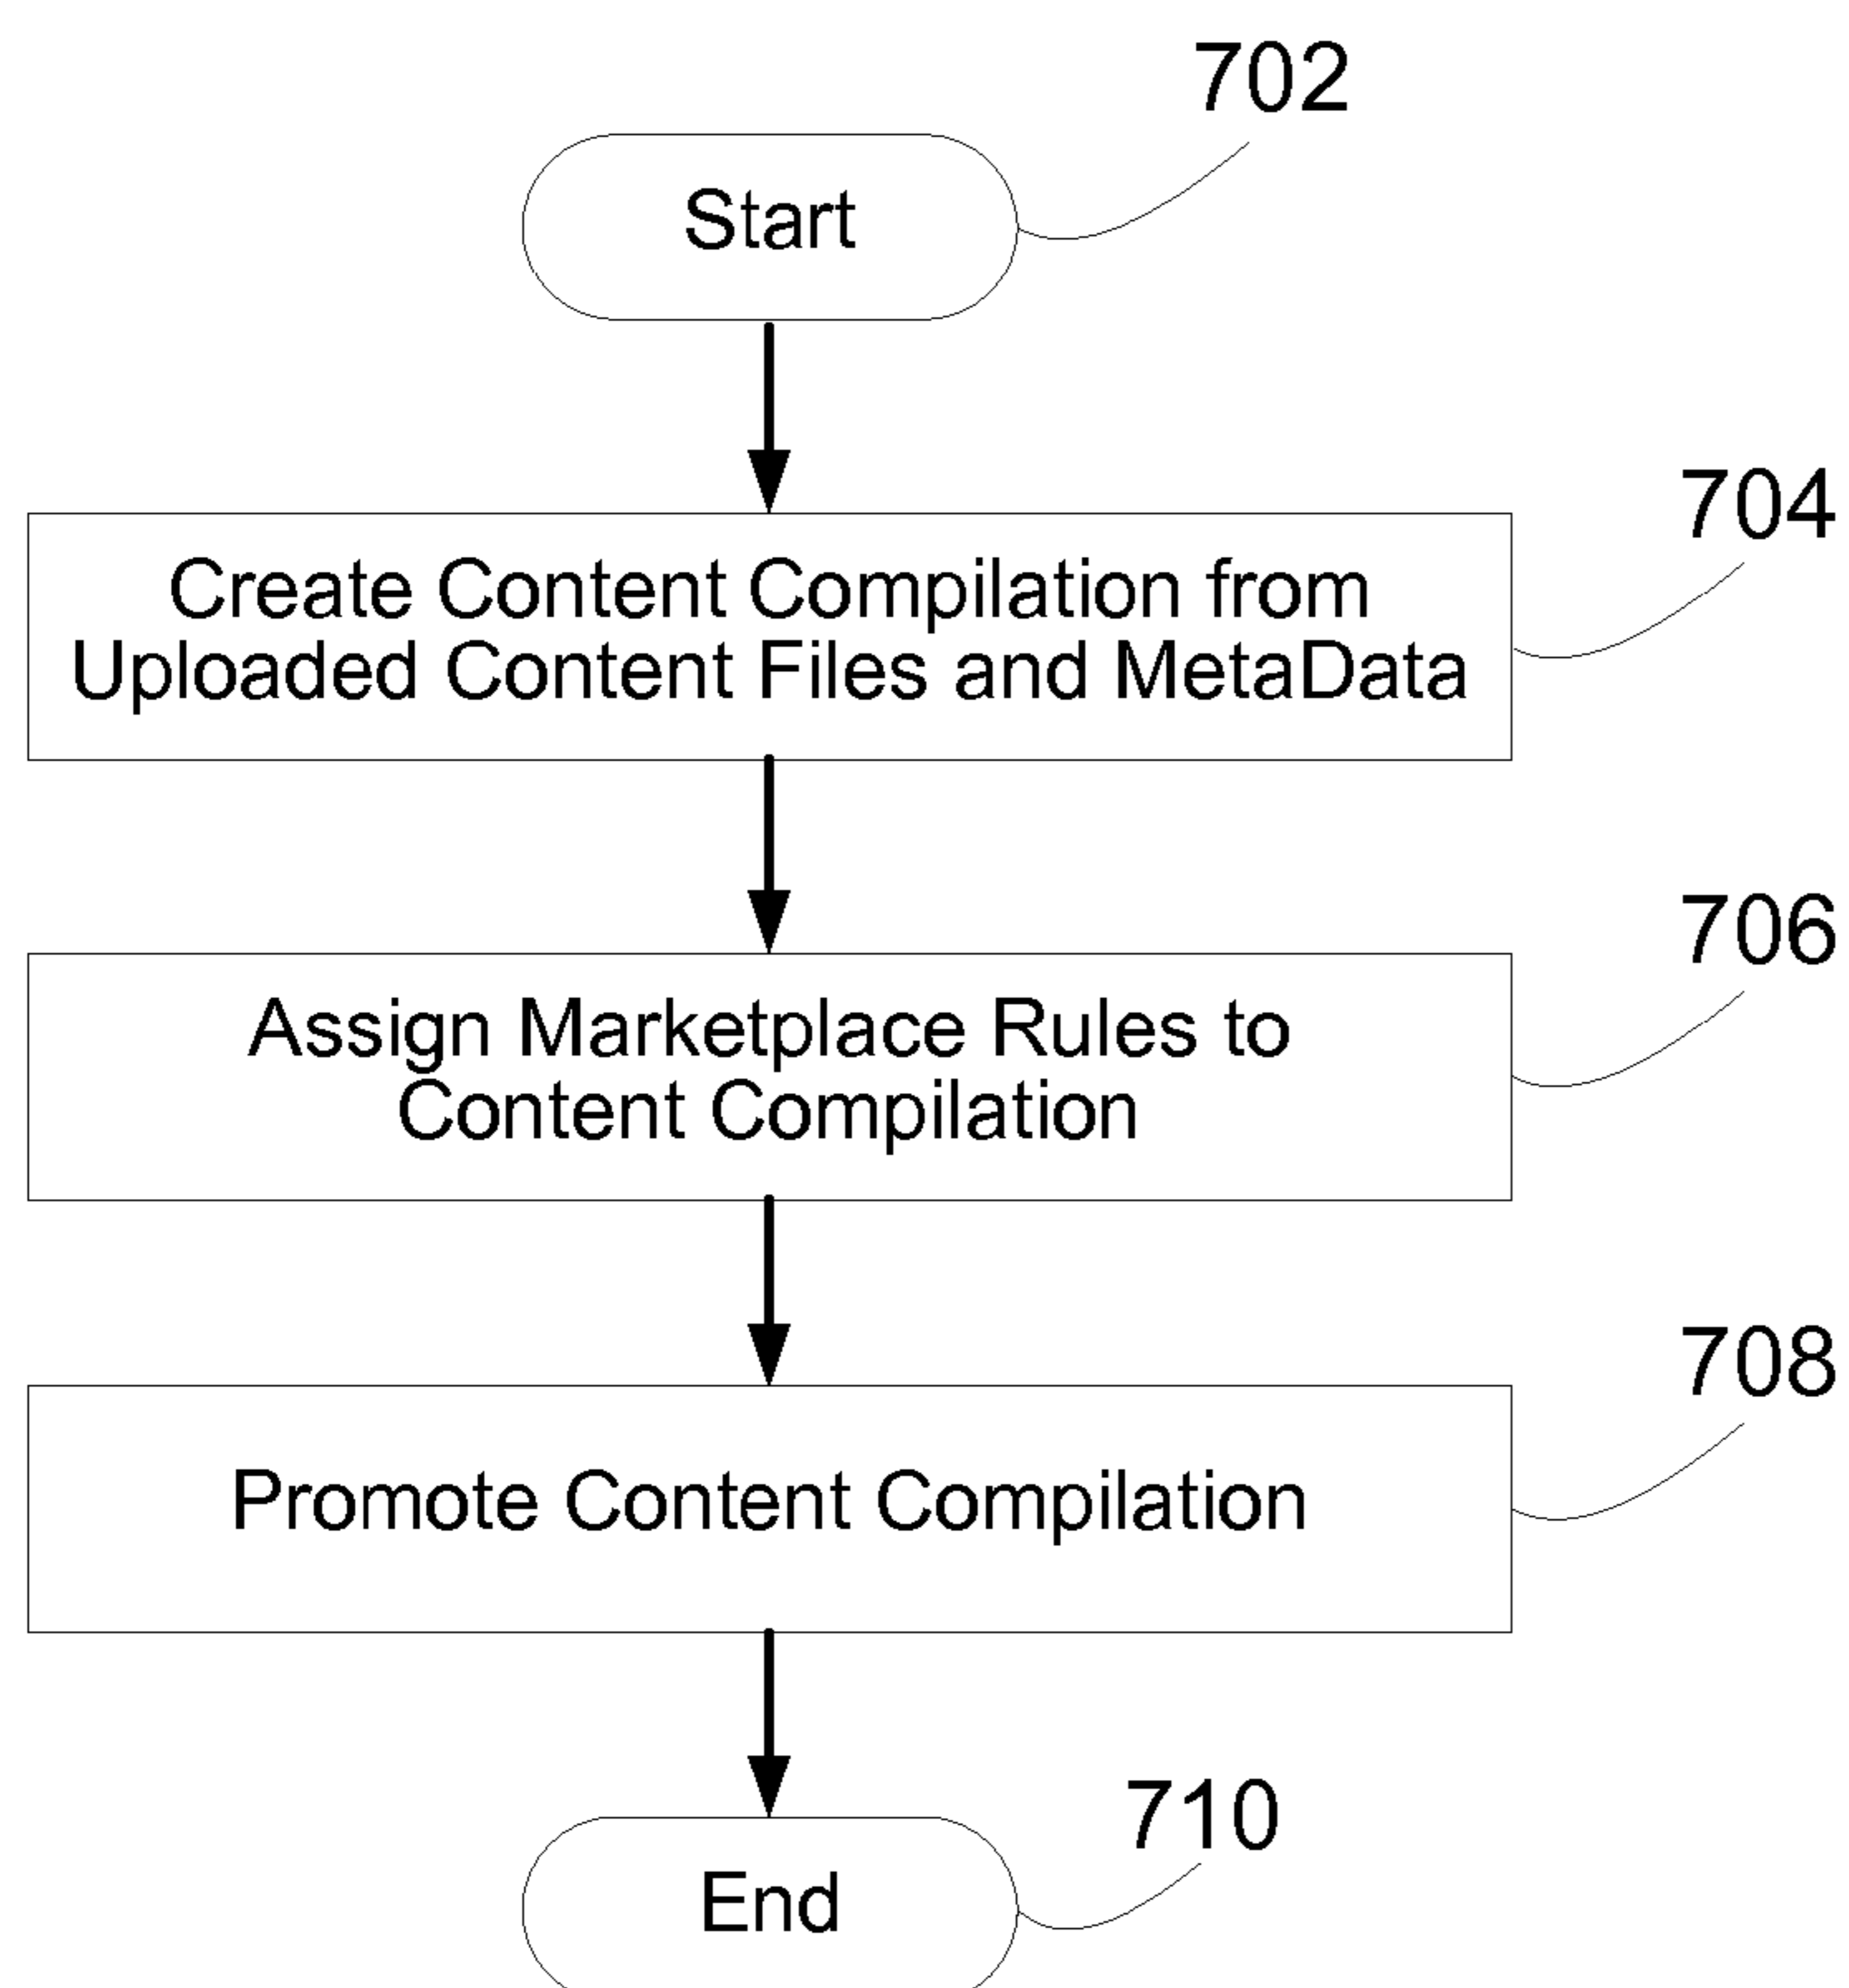 702
Start
704
Create Content Compilation from
Uploaded Content Files and MetaData
706
Assign Marketplace Rules to
Content Compilation
708
Promote Content Compilation
710
End